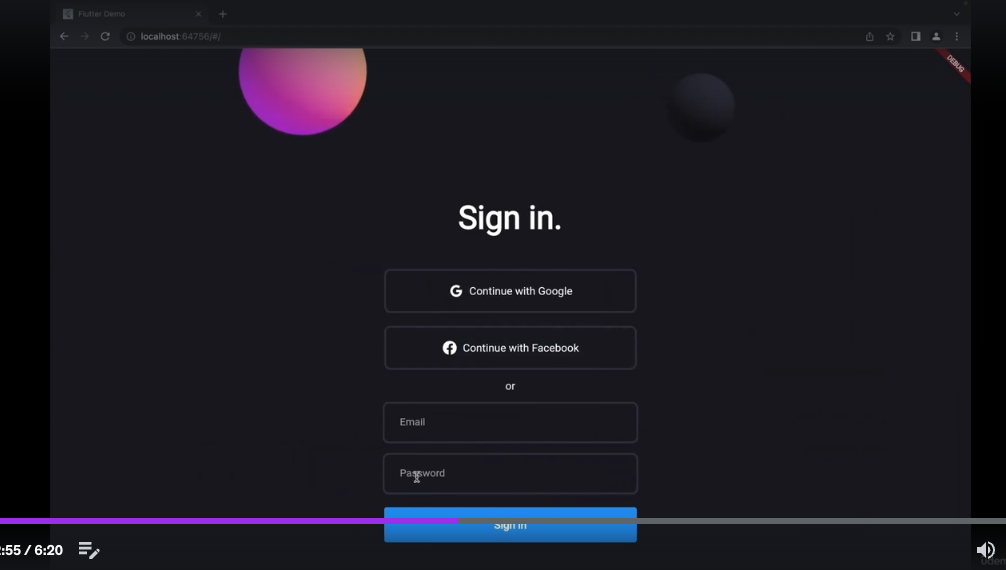 Flutter Demo
localhost:64756/#/
DEBUG
Sign in.
Continue with Google
Continue with Facebook
or
Email
Password
Sign in
:55 / 6:20